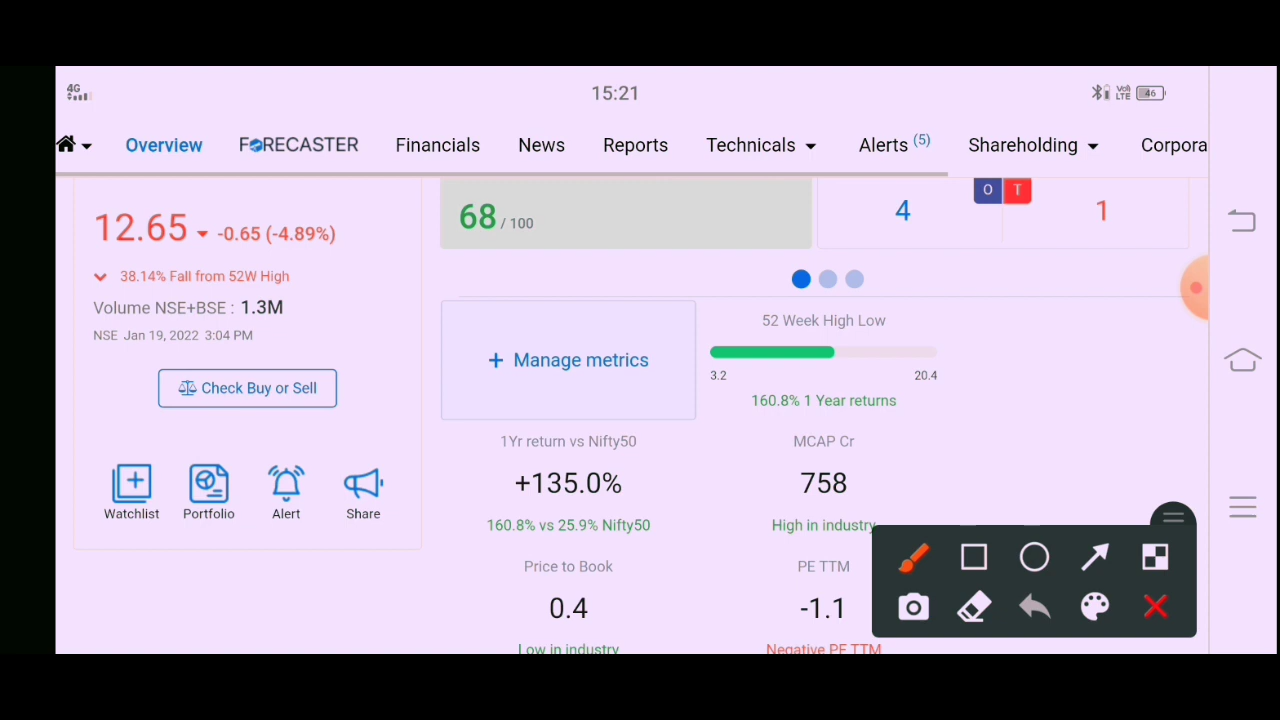 4G 15:21 VoR LTE 46
Overview FORECASTER Financials News Reports Technicals Alerts (5) Shareholding Corpora
12.65 -0.65 (-4.89%)
38.14% Fall from 52W High
Volume NSE+BSE : 1.3M
NSE Jan 19, 2022 3:04 PM
Check Buy or Sell
Watchlist Portfolio Alert Share
68 / 100
O T
4 1
+ Manage metrics
52 Week High Low
3.2 20.4
160.8% 1 Year returns
1Yr return vs Nifty50
+135.0%
160.8% vs 25.9% Nifty50
MCAP Cr
758
High in industry
Price to Book
0.4
Low in industry
PE TTM
-1.1
Negative PE TTM